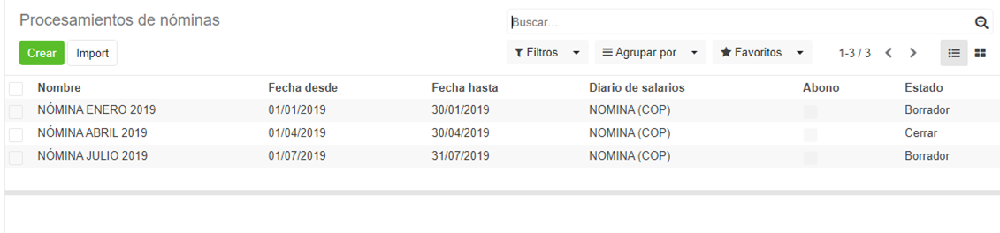 Procesamientos de nóminas
Buscar...
Crear Import Filtros Agrupar por Favoritos 1-3 / 3
Nombre Fecha desde Fecha hasta Diario de salarios Abono Estado
NÓMINA ENERO 2019 01/01/2019 30/01/2019 NOMINA (COP) Borrador
NÓMINA ABRIL 2019 01/04/2019 30/04/2019 NOMINA (COP) Cerrar
NÓMINA JULIO 2019 01/07/2019 31/07/2019 NOMINA (COP) Borrador